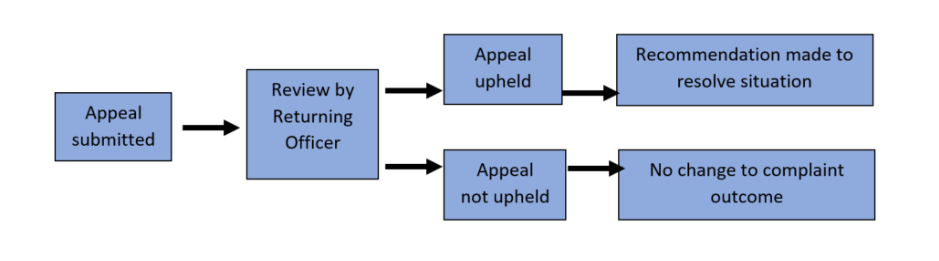 Appeal
submitted
Review by
Returning
Officer
Appeal
upheld
Recommendation made to
resolve situation
Appeal
not upheld
No change to complaint
outcome